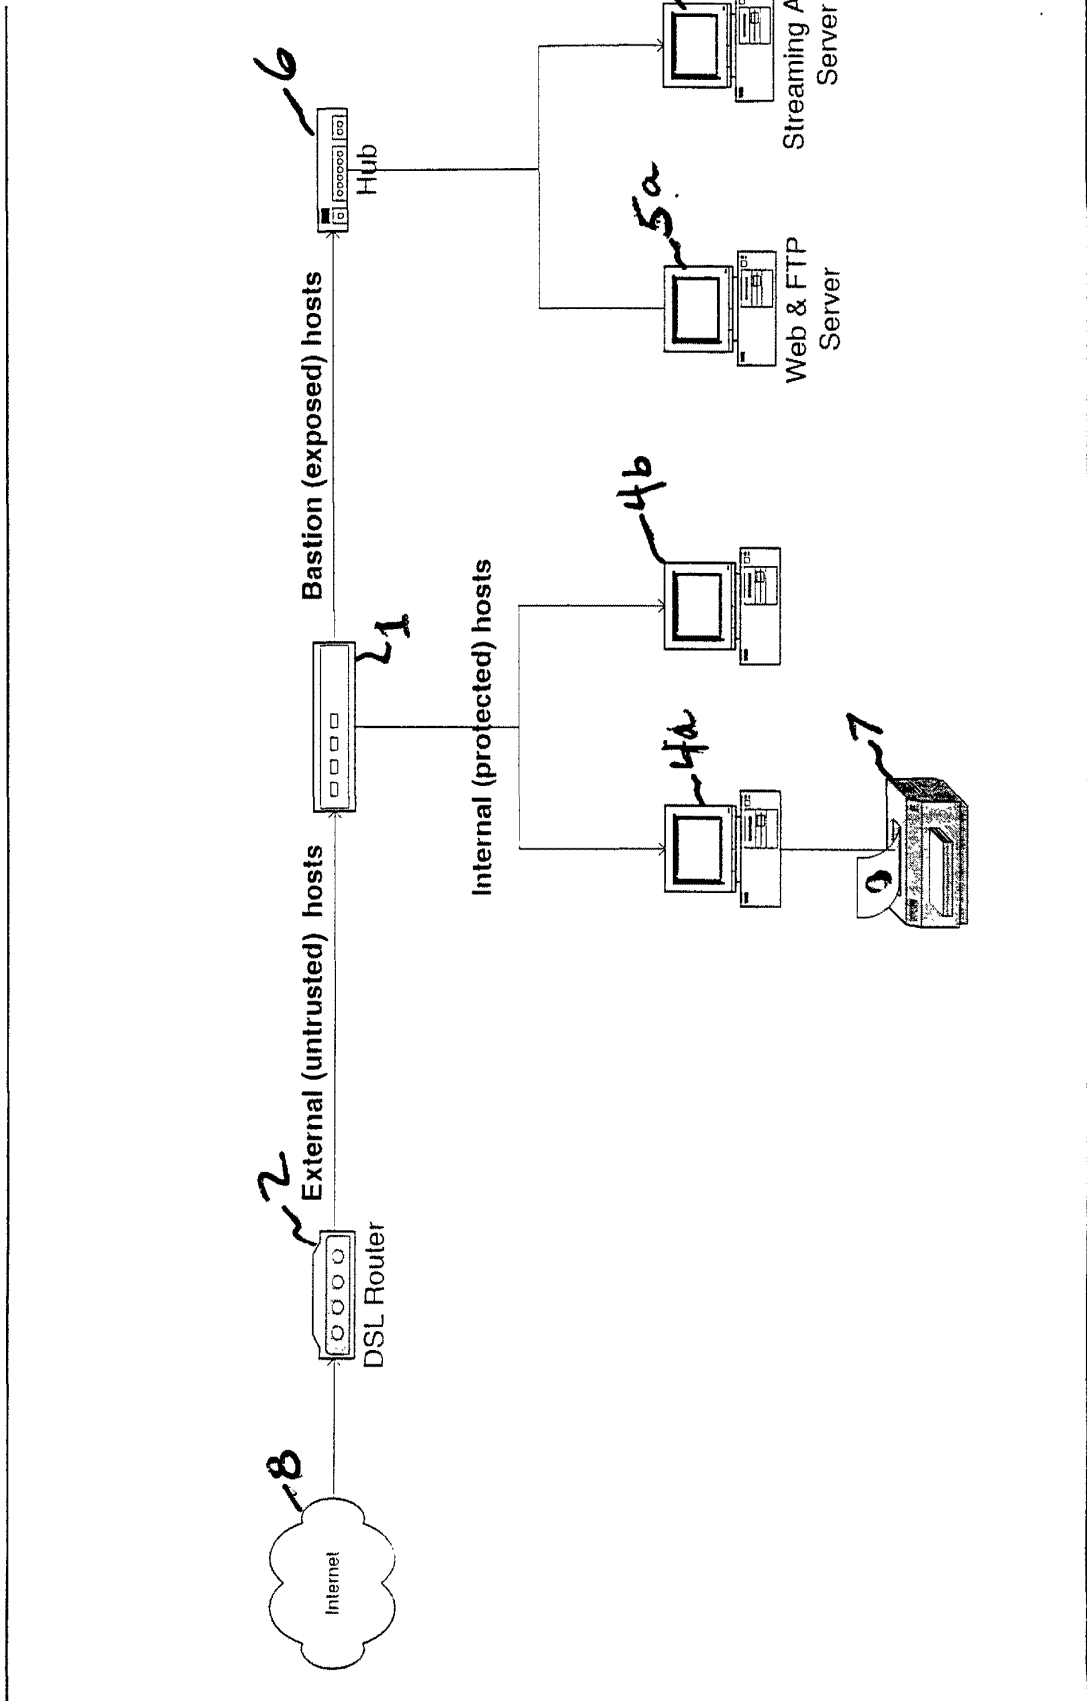 8
Internet
2
DSL Router
External (untrusted) hosts
1
Bastion (exposed) hosts
6
Hub
Internal (protected) hosts
4a
4b
7
5a
Web & FTP
Server
Streaming A
Server